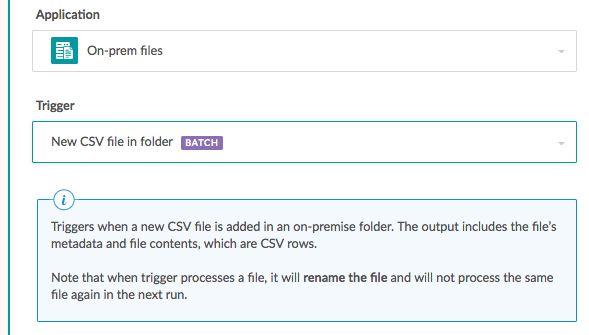 Application
On-prem files
Trigger
New CSV file in folder BATCH
i
Triggers when a new CSV file is added in an on-premise folder. The output includes the file's
metadata and file contents, which are CSV rows.
Note that when trigger processes a file, it will rename the file and will not process the same
file again in the next run.